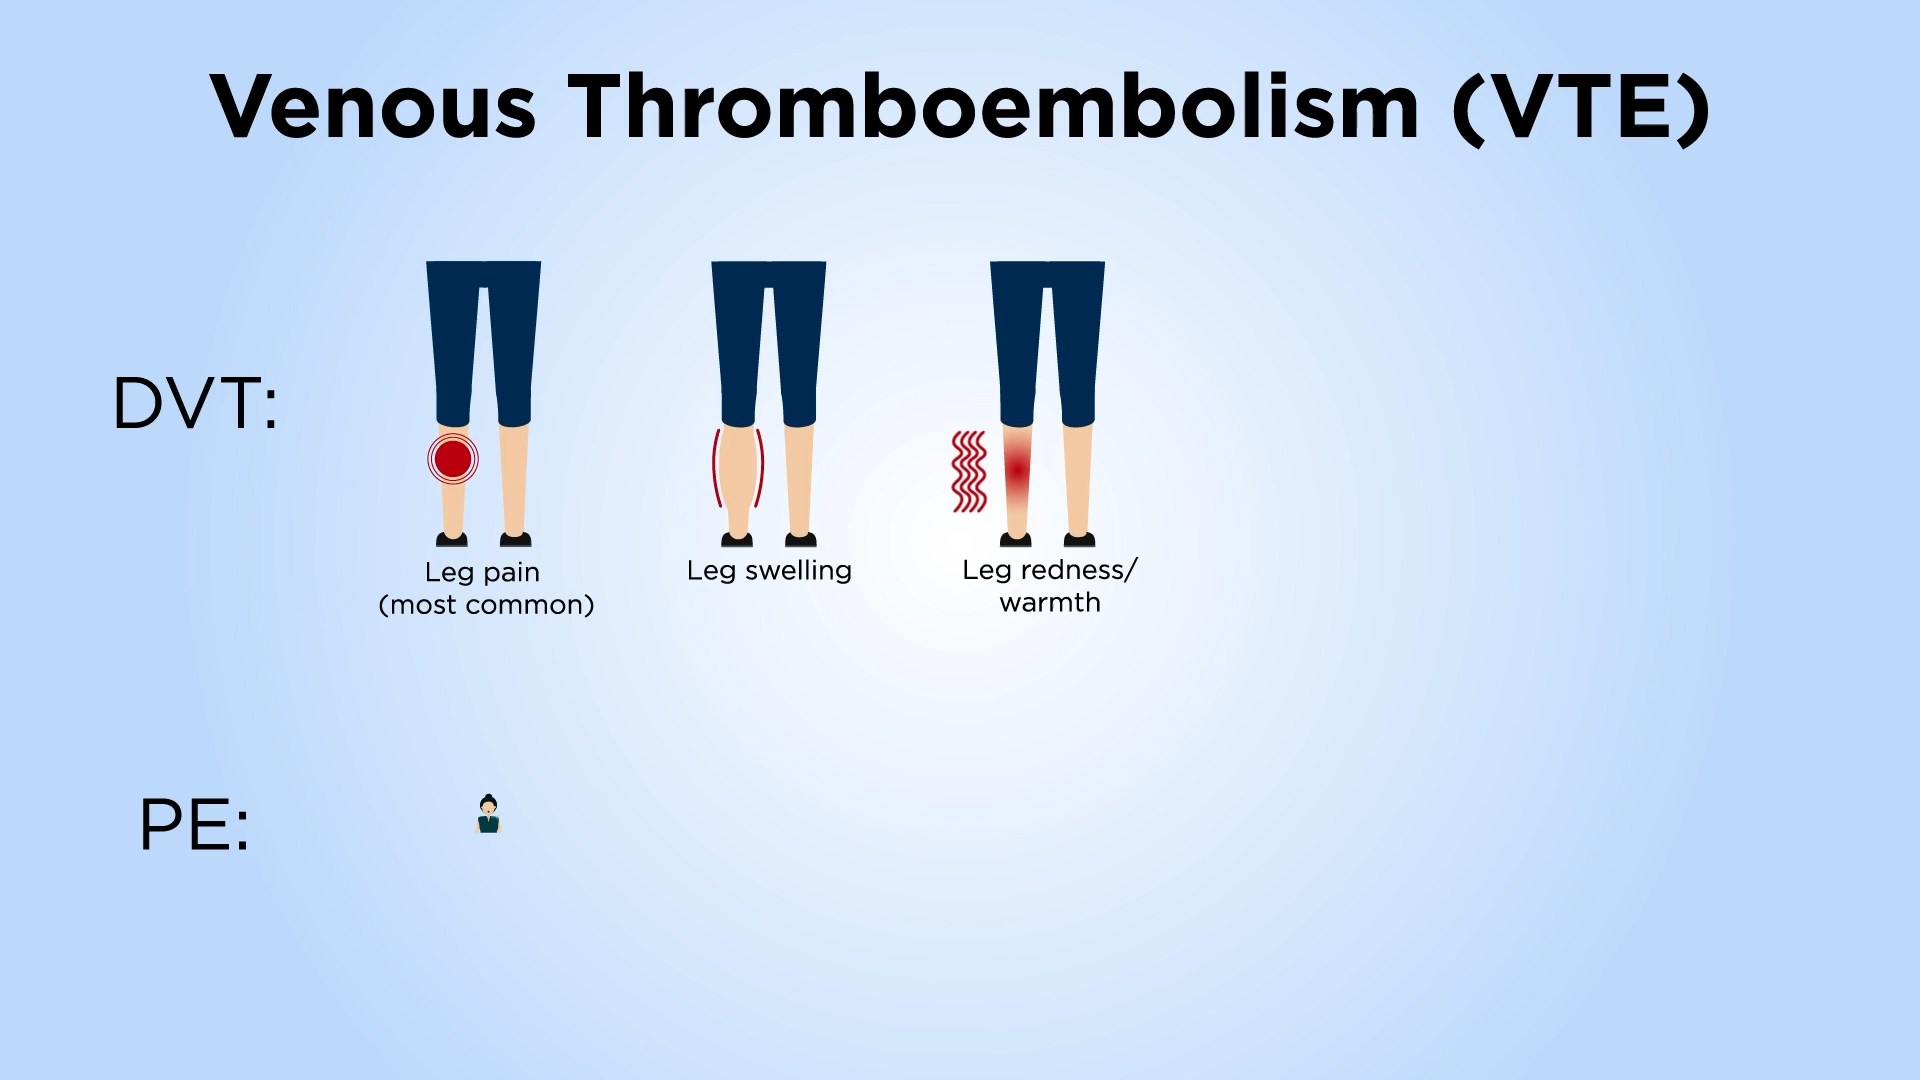 Venous Thromboembolism (VTE)
DVT:
Leg pain
(most common)
Leg swelling
Leg redness/
warmth
PE: